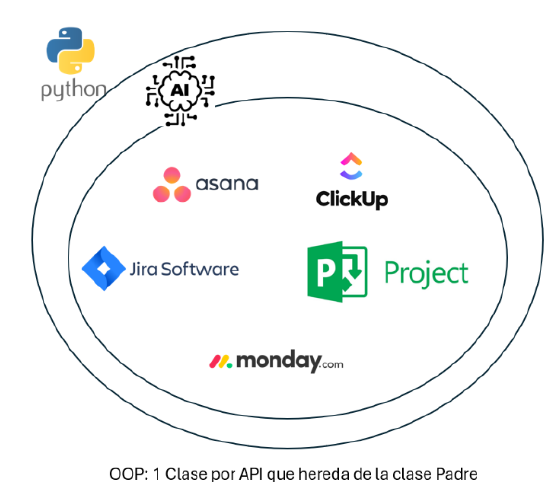 python
AI
asana
ClickUp
Jira Software
P Project
monday.com
OOP: 1 Clase por API que hereda de la clase Padre